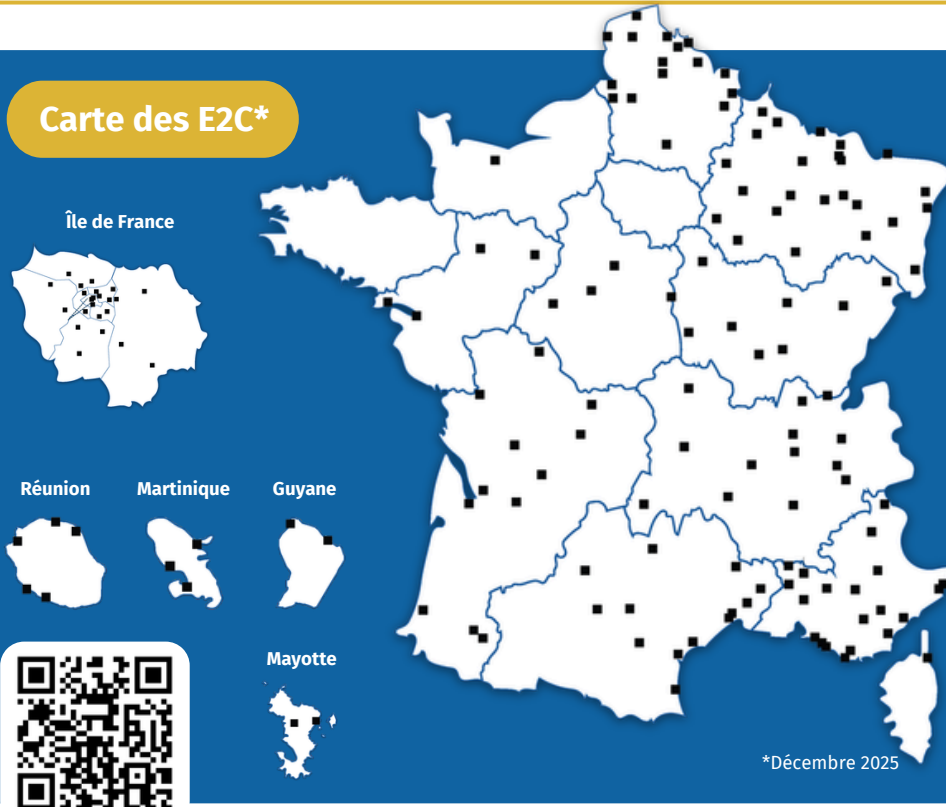 Carte des E2C*
Île de France
Réunion
Martinique
Guyane
Mayotte
*Décembre 2025